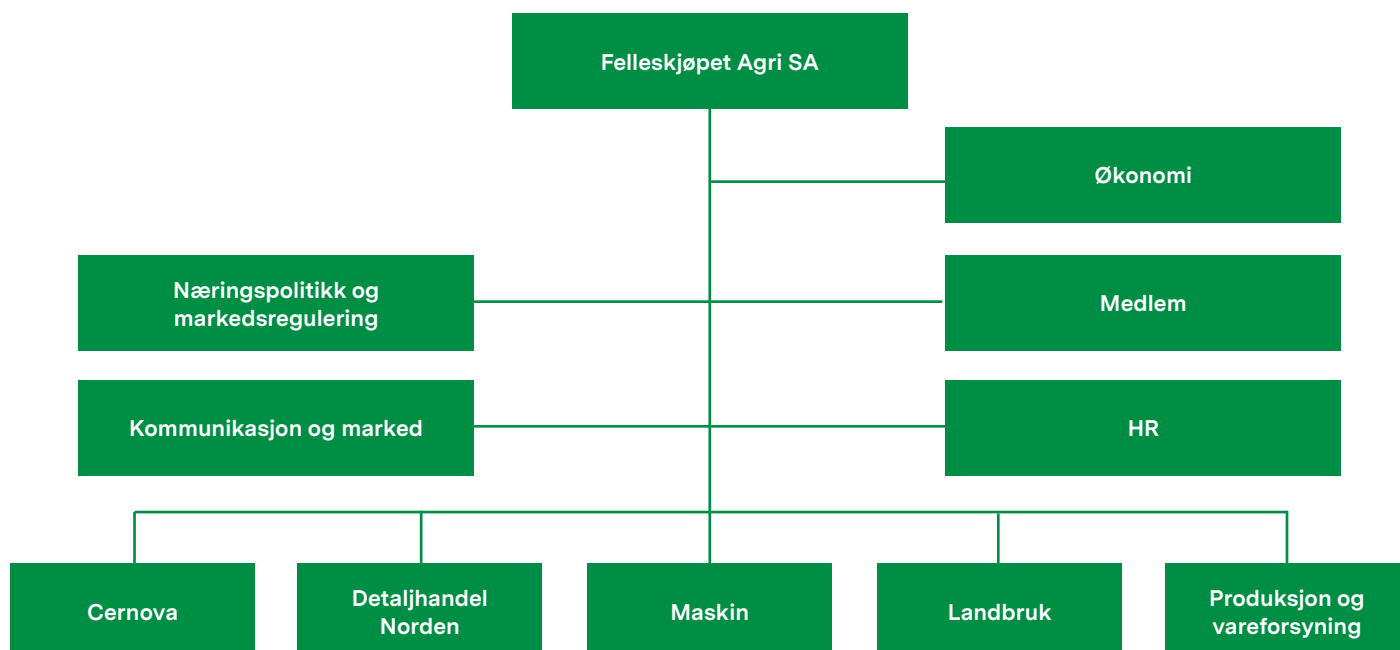 Felleskjøpet Agri SA
Økonomi
Næringspolitikk og
markedsregulering
Medlem
Kommunikasjon og marked
HR
Cernova
Detaljhandel
Norden
Maskin
Landbruk
Produksjon og
vareforsyning